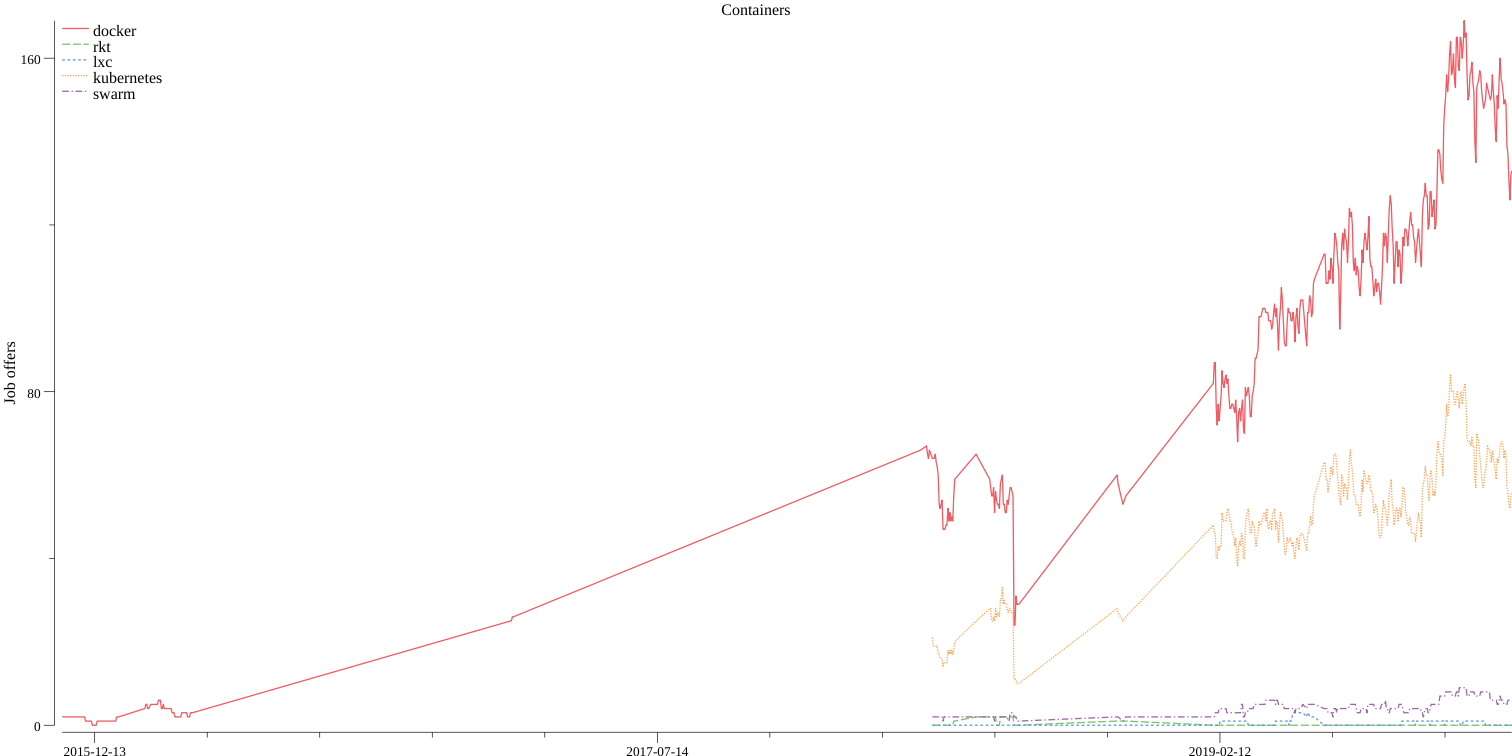 Containers
docker
rkt
lxc
kubernetes
swarm
160
80
0
Job offers
2015-12-13
2017-07-14
2019-02-12